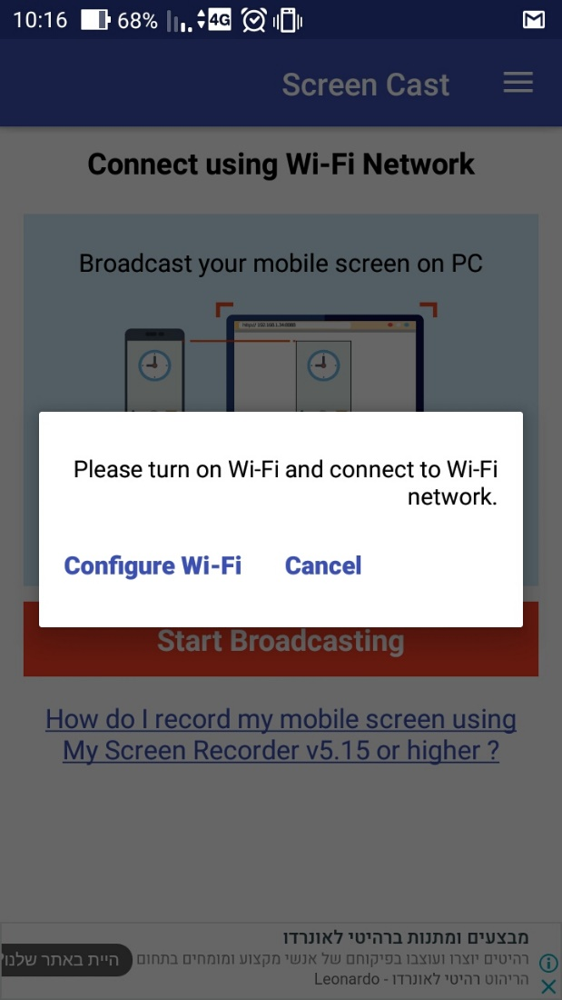 10:16 68% 4G
Screen Cast
Connect using Wi-Fi Network
Broadcast your mobile screen on PC
Please turn on Wi-Fi and connect to Wi-Fi
network.
Configure Wi-Fi Cancel
Start Broadcasting
How do I record my mobile screen using
My Screen Recorder v5.15 or higher ?
מבצעים ומתנות ברהיטי לאונרדו
רהיטים יוצרו ועוצבו בפיקוחם של אנשי מקצוע ומומחים בתחום
הריהוט רהיטי לאונרדו - Leonardo
היית באתר שלנו?